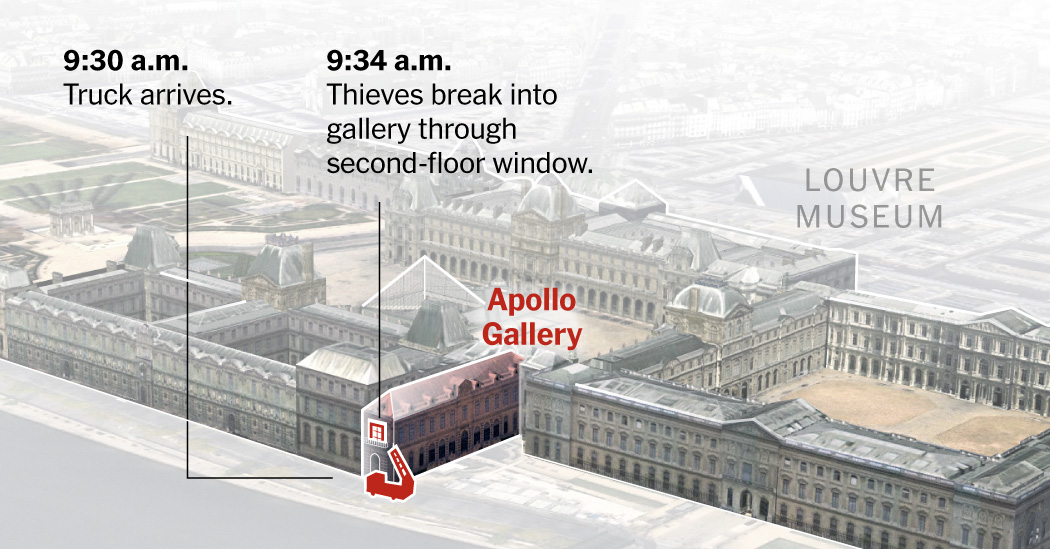 9:30 a.m.
Truck arrives.
9:34 a.m.
Thieves break into
gallery through
second-floor window.
LOUVRE
MUSEUM
Apollo
Gallery